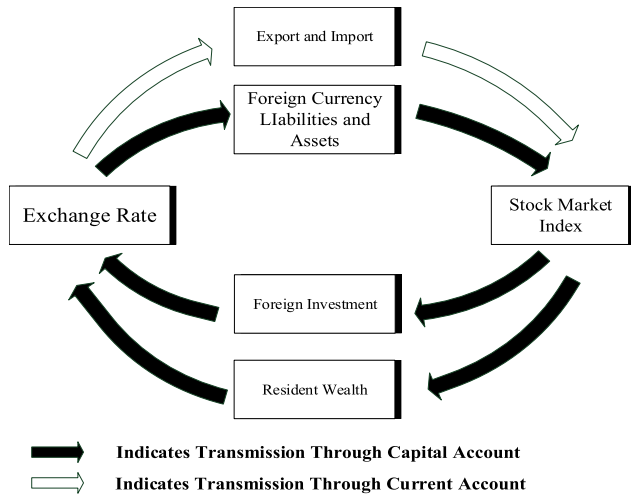 Export and Import
Foreign Currency
LIabilities and
Assets
Exchange Rate
Stock Market
Index
Foreign Investment
Resident Wealth
Indicates Transmission Through Capital Account
Indicates Transmission Through Current Account